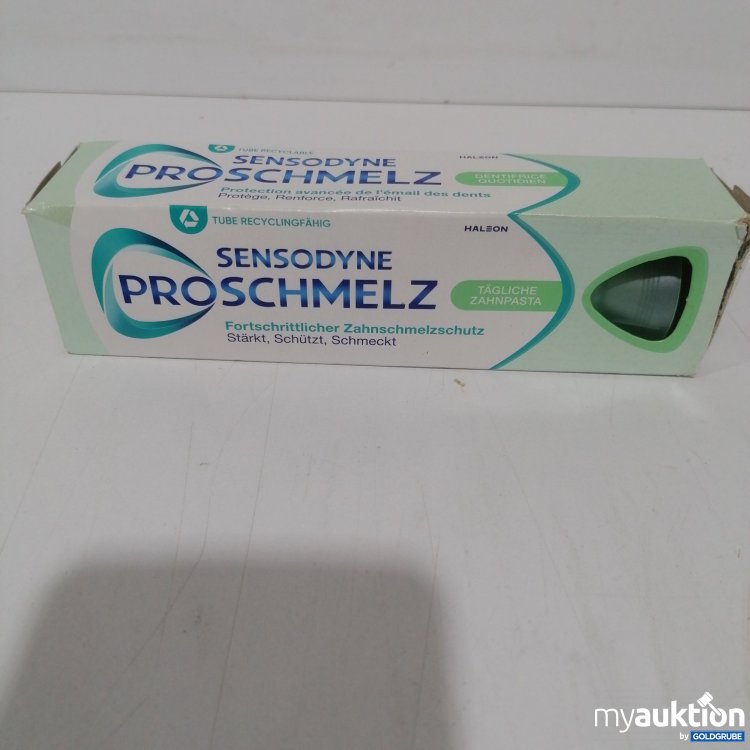 TUBE RECYCLABLE
SENSODYNE
PROSCHMELZ
HALEON
DENTIFRICE
QUOTIDIEN
Protection avancée de l'émail des dents
Protège, Renforce, Rafraîchit
TUBE RECYCLINGFÄHIG
HALEON
SENSODYNE
PROSCHMELZ
TÄGLICHE
ZAHNPASTA
Fortschrittlicher Zahnschmelzschutz
Stärkt, Schützt, Schmeckt
myauktion
by GOLDGRUBE